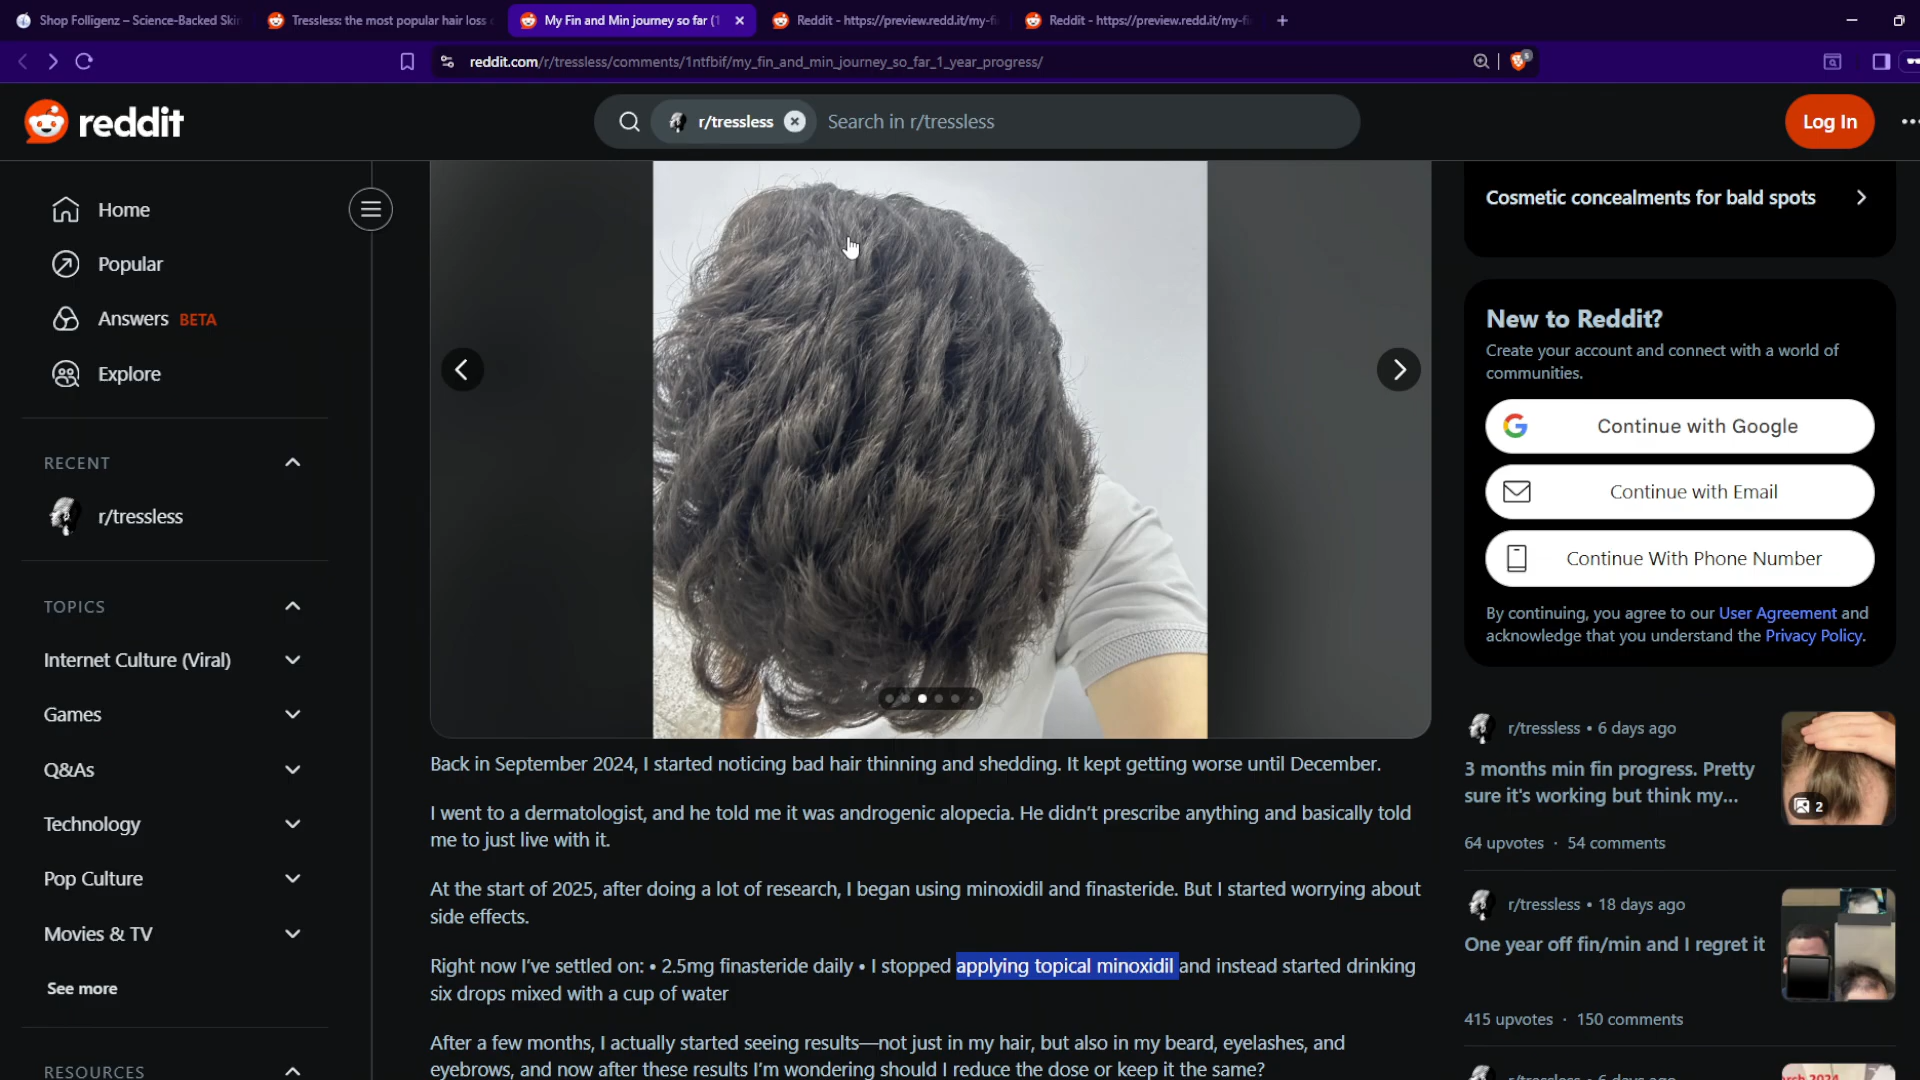 Shop Folligenz – Science-Backed Ski
Tressless: the most popular hair loss
My Fin and Min journey so far (1
Reddit - https://preview.redd.it/my-fi
Reddit - https://preview.redd.it/my-fi
reddit.com/r/tressless/comments/1ntfbif/my_fin_and_min_journey_so_far_1_year_progress/
reddit
r/tressless
Search in r/tressless
Log In
Home
Popular
Answers BETA
Explore
RECENT
r/tressless
TOPICS
Internet Culture (Viral)
Games
Q&As
Technology
Pop Culture
Movies & TV
See more
RESOURCES
Back in September 2024, I started noticing bad hair thinning and shedding. It kept getting worse until December.
I went to a dermatologist, and he told me it was androgenic alopecia. He didn't prescribe anything and basically told
me to just live with it.
At the start of 2025, after doing a lot of research, I began using minoxidil and finasteride. But I started worrying about
side effects.
Right now I've settled on: • 2.5mg finasteride daily • I stopped applying topical minoxidil and instead started drinking
six drops mixed with a cup of water
After a few months, I actually started seeing results—not just in my hair, but also in my beard, eyelashes, and
eyebrows, and now after these results I'm wondering should I reduce the dose or keep it the same?
Cosmetic concealments for bald spots
New to Reddit?
Create your account and connect with a world of
communities.
Continue with Google
Continue with Email
Continue With Phone Number
By continuing, you agree to our User Agreement and
acknowledge that you understand the Privacy Policy.
r/tressless • 6 days ago
3 months min fin progress. Pretty
sure it's working but think my...
2
64 upvotes · 54 comments
r/tressless • 18 days ago
One year off fin/min and I regret it
415 upvotes · 150 comments
r/tressless • 6 days ago